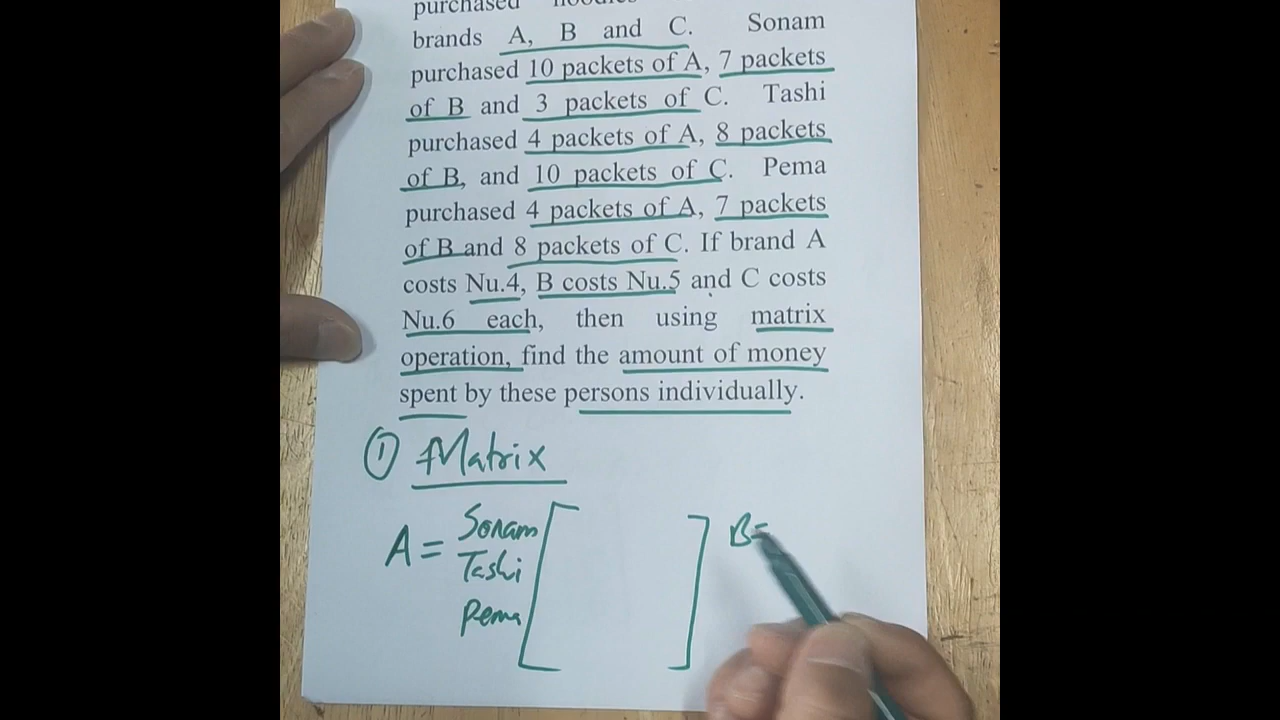 purchased noodles
brands A, B and C. Sonam
purchased 10 packets of A, 7 packets
of B and 3 packets of C. Tashi
purchased 4 packets of A, 8 packets
of B, and 10 packets of C. Pema
purchased 4 packets of A, 7 packets
of B and 8 packets of C. If brand A
costs Nu.4, B costs Nu.5 and C costs
Nu.6 each, then using matrix
operation, find the amount of money
spent by these persons individually.
① Matrix
A = Sonam B=
Tashi
Pema